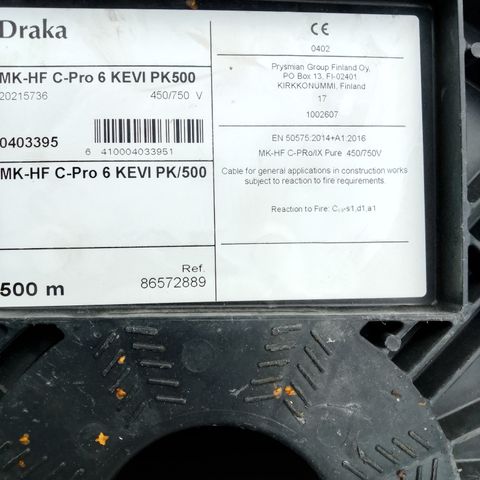 Draka
MK-HF C-Pro 6 KEVI PK500
20215736 450/750 V
0403395
6 410004033951
MK-HF C-Pro 6 KEVI PK/500
Ref.
500 m 86572889
CE
0402
Prysmian Group Finland Oy,
PO Box 13, FI-02401
KIRKKONUMMI, Finland
17
1002607
EN 50575:2014+A1:2016
MK-HF C-PRo/IX Pure 450/750V
Cable for general applications in construction works
subject to reaction to fire requirements.
Reaction to Fire: Cca-s1,d1,a1